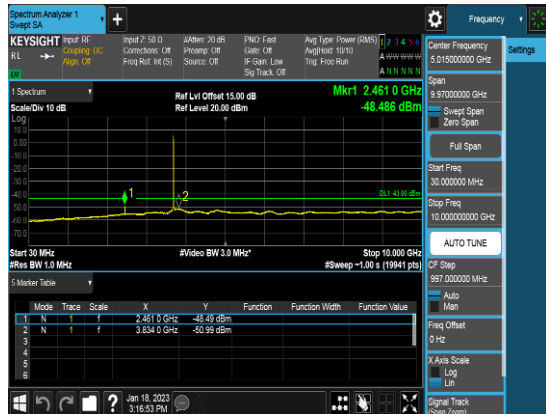 Spectrum Analyzer 1
Swept SA
+
Frequency
KEYSIGHT
RL
Input: RF
Coupling: DC
Align: Off
Input Z: 50 Ω
Corrections: Off
Freq Ref: Int (S)
#Atten: 20 dB
Preamp: Off
Source: Off
PNO: Fast
Gate: Off
IF Gain: Low
Sig Track: Off
Avg Type: Power (RMS)
Avg|Hold: 10/10
Trig: Free Run
1 2 3 4 5 6
A W W W W W
A N N N N N
1 Spectrum
Scale/Div 10 dB
Log
Ref Lvl Offset 15.00 dB
Ref Level 20.00 dBm
Mkr1 2.461 0 GHz
-48.486 dBm
10.0
0.00
-10.0
-20.0
-30.0
-40.0
-50.0
-60.0
-70.0
1
2
DL1 -43.00 dBm
Start 30 MHz
#Res BW 1.0 MHz
#Video BW 3.0 MHz*
Stop 10.000 GHz
#Sweep ~1.00 s (19941 pts)
5 Marker Table
Mode Trace Scale X Y Function Function Width Function Value
1 N 1 f 2.461 0 GHz -48.49 dBm
2 N 1 f 3.834 0 GHz -50.99 dBm
3
4
5
6
Jan 18, 2023
3:16:53 PM
?
Center Frequency
5.015000000 GHz
Settings
Span
9.97000000 GHz
Swept Span
Zero Span
Full Span
Start Freq
30.000000 MHz
Stop Freq
10.000000000 GHz
AUTO TUNE
CF Step
997.000000 MHz
Auto
Man
Freq Offset
0 Hz
X Axis Scale
Log
Lin
Signal Track
(Span Zoom)